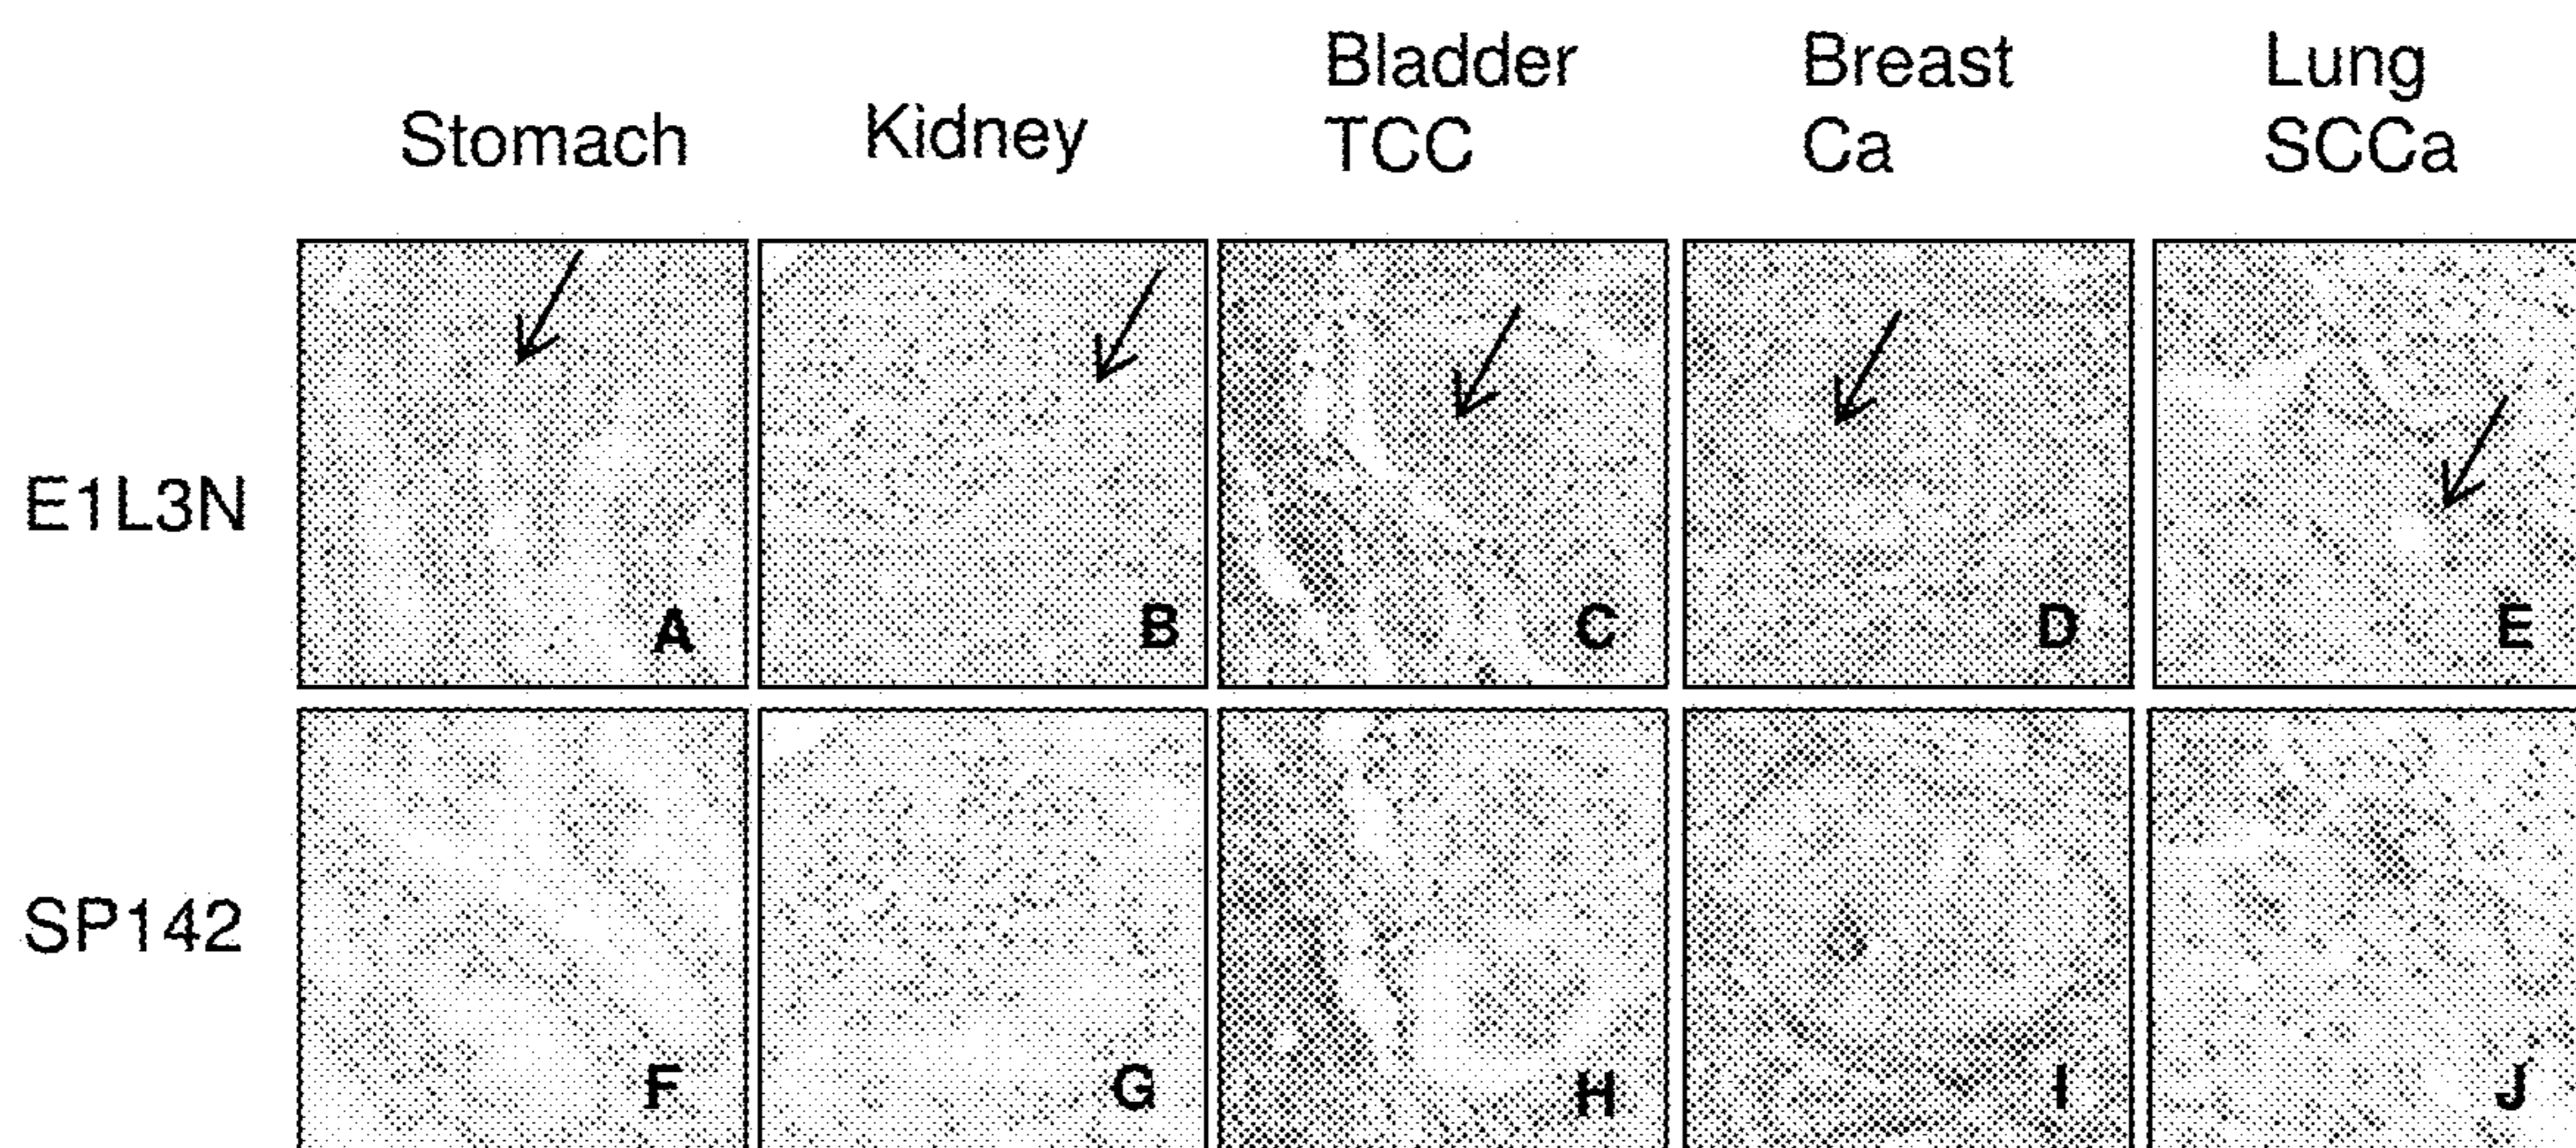 Stomach
Kidney
Bladder
TCC
Breast
Ca
Lung
SCCa
E1L3N
A
B
C
D
E
SP142
F
G
H
I
J